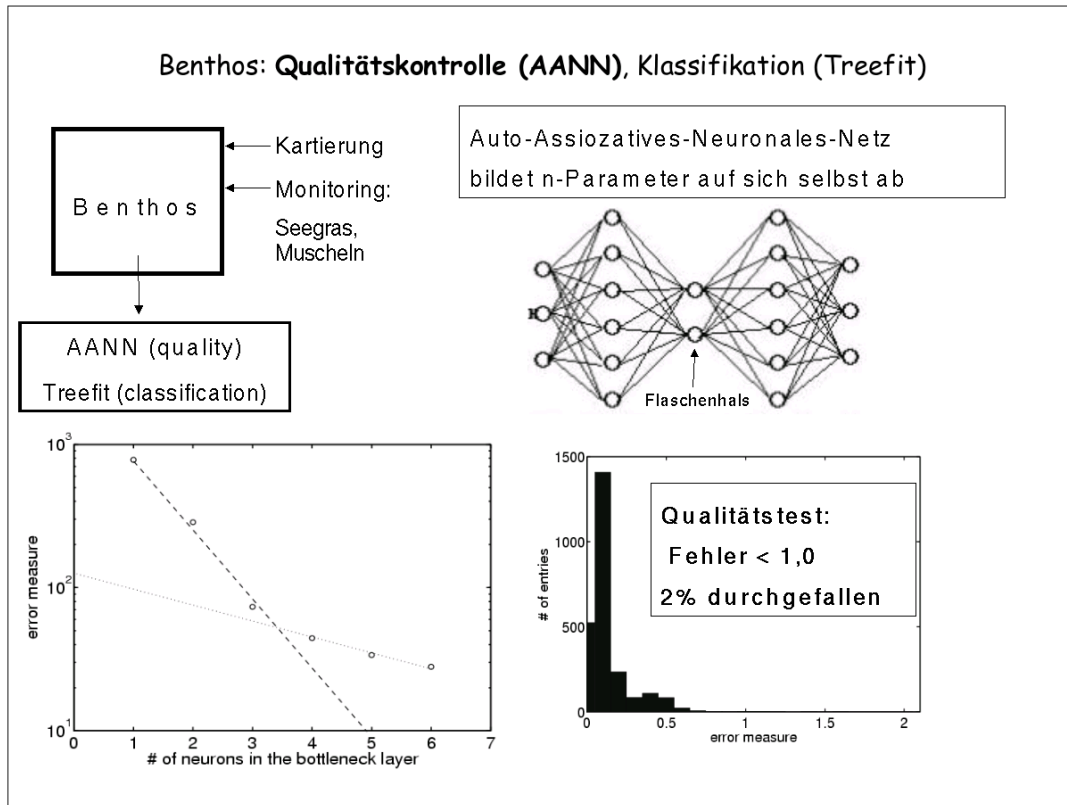 Benthos: Qualitätskontrolle (AANN), Klassifikation (Treefit)
Benthos
Kartierung
Monitoring:
Seegras,
Muscheln
AANN (quality)
Treefit (classification)
Auto-Assiozatives-Neuronales-Netz
bildet n-Parameter auf sich selbst ab
H
Flaschenhals
10³
10²
10¹
error measure
0 1 2 3 4 5 6 7
# of neurons in the bottleneck layer
1500
1000
500
0
# of entries
Qualitätstest:
Fehler < 1,0
2% durchgefallen
0 0.5 1 1.5 2
error measure